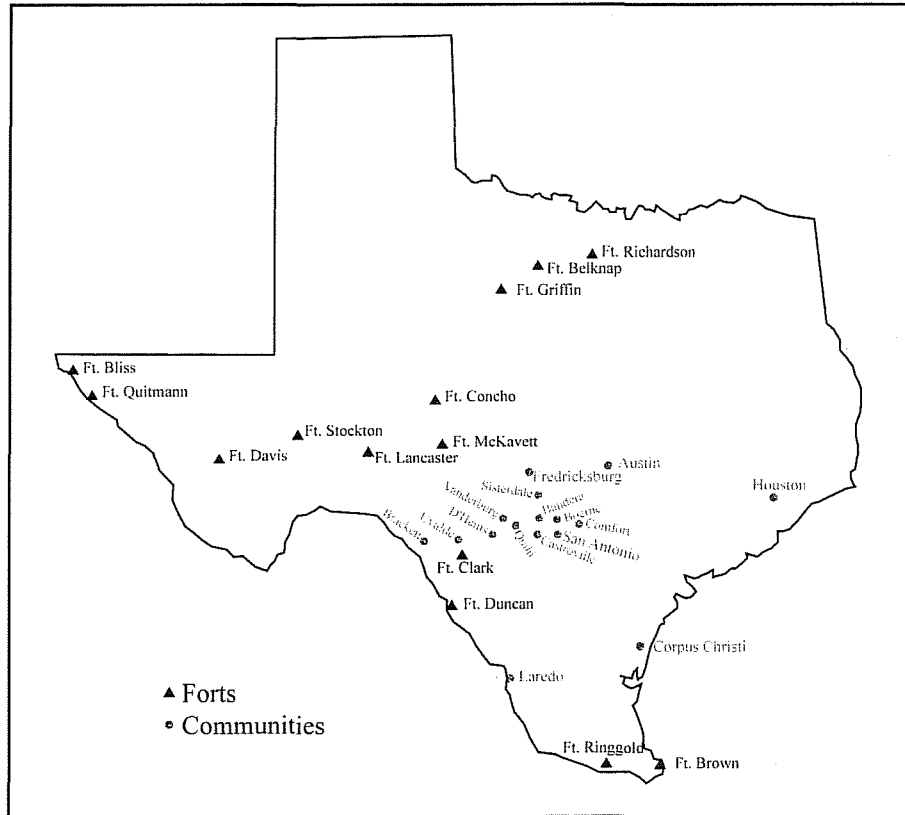 Ft. Richardson
Ft. Belknap
Ft. Griffin
Ft. Bliss
Ft. Quitmann
Ft. Concho
Ft. Stockton
Ft. McKavett
Ft. Davis
Ft. Lancaster
Austin
Fredricksburg
Houston
Sisterdale
Vanderburg
Bandera
Boerne
D'Hanis
Comfort
Uvalde
Quihi
Brackett
San Antonio
Castroville
Ft. Clark
Ft. Duncan
Corpus Christi
Laredo
Forts
Communities
Ft. Ringgold
Ft. Brown